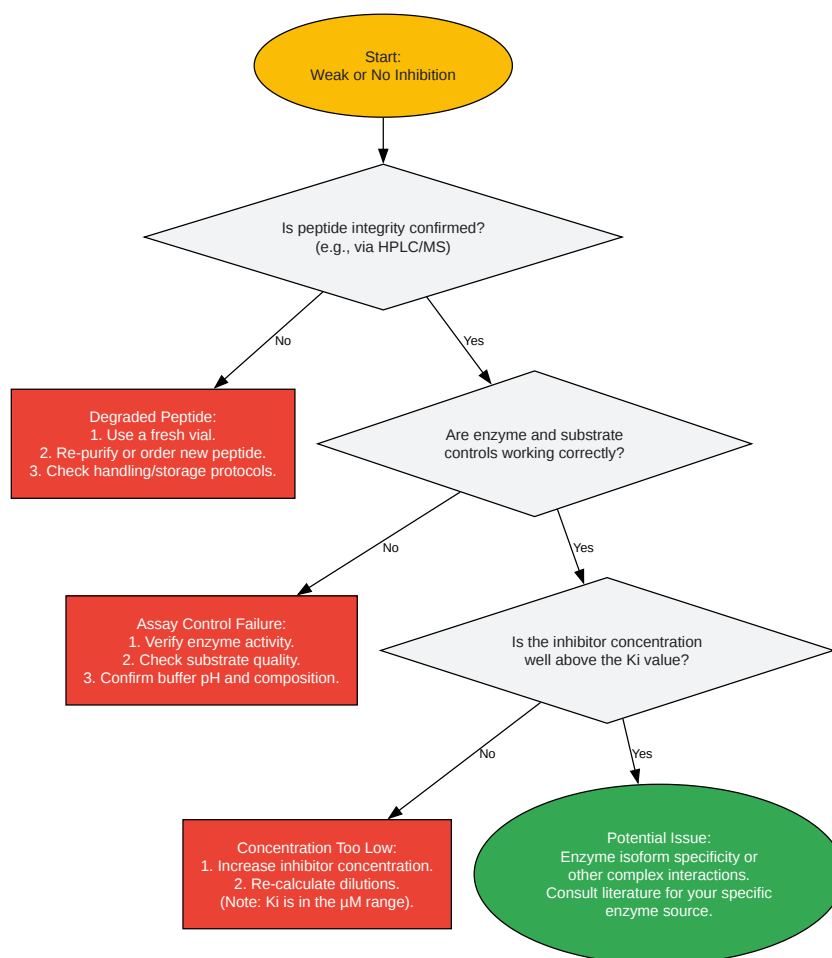 Start:
Weak or No Inhibition
Is peptide integrity confirmed?
(e.g., via HPLC/MS)
No
Yes
Degraded Peptide:
1. Use a fresh vial.
2. Re-purify or order new peptide.
3. Check handling/storage protocols.
Are enzyme and substrate
controls working correctly?
No
Yes
Assay Control Failure:
1. Verify enzyme activity.
2. Check substrate quality.
3. Confirm buffer pH and composition.
Is the inhibitor concentration
well above the Ki value?
No
Yes
Concentration Too Low:
1. Increase inhibitor concentration.
2. Re-calculate dilutions.
(Note: Ki is in the µM range).
Potential Issue:
Enzyme isoform specificity or
other complex interactions.
Consult literature for your specific
enzyme source.